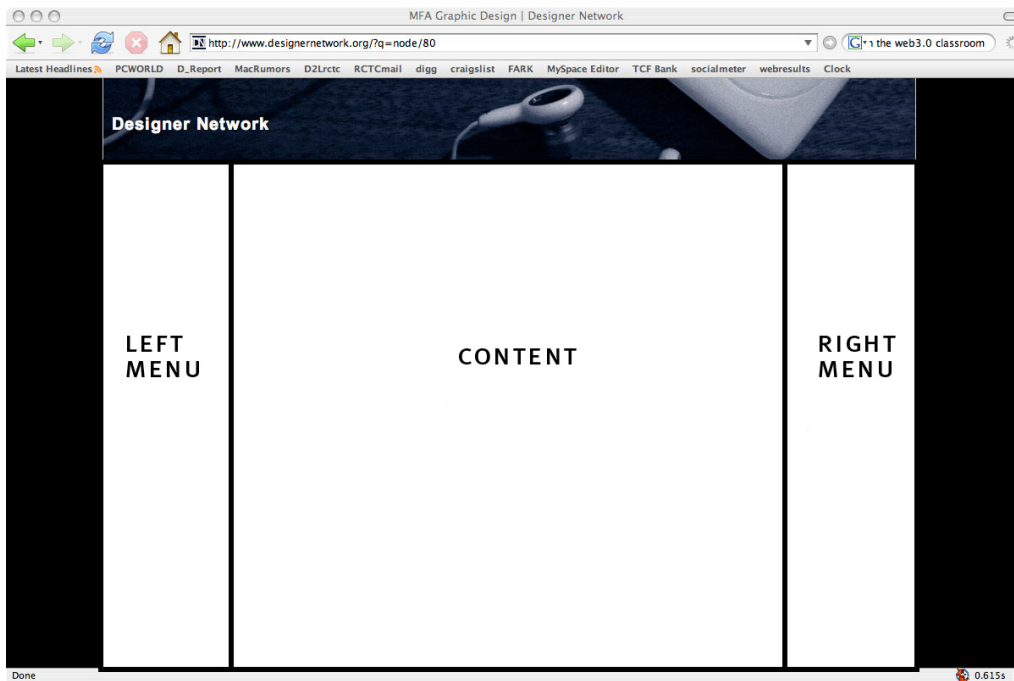 MFA Graphic Design | Designer Network
DN http://www.designernetwork.org/?q=node/80 G the web3.0 classroom
Latest Headlines PCWORLD D_Report MacRumors D2Lrctc RCTCmail digg craigslist FARK MySpace Editor TCF Bank socialmeter webresults Clock
Designer Network
LEFT
MENU
CONTENT
RIGHT
MENU
Done 0.615s